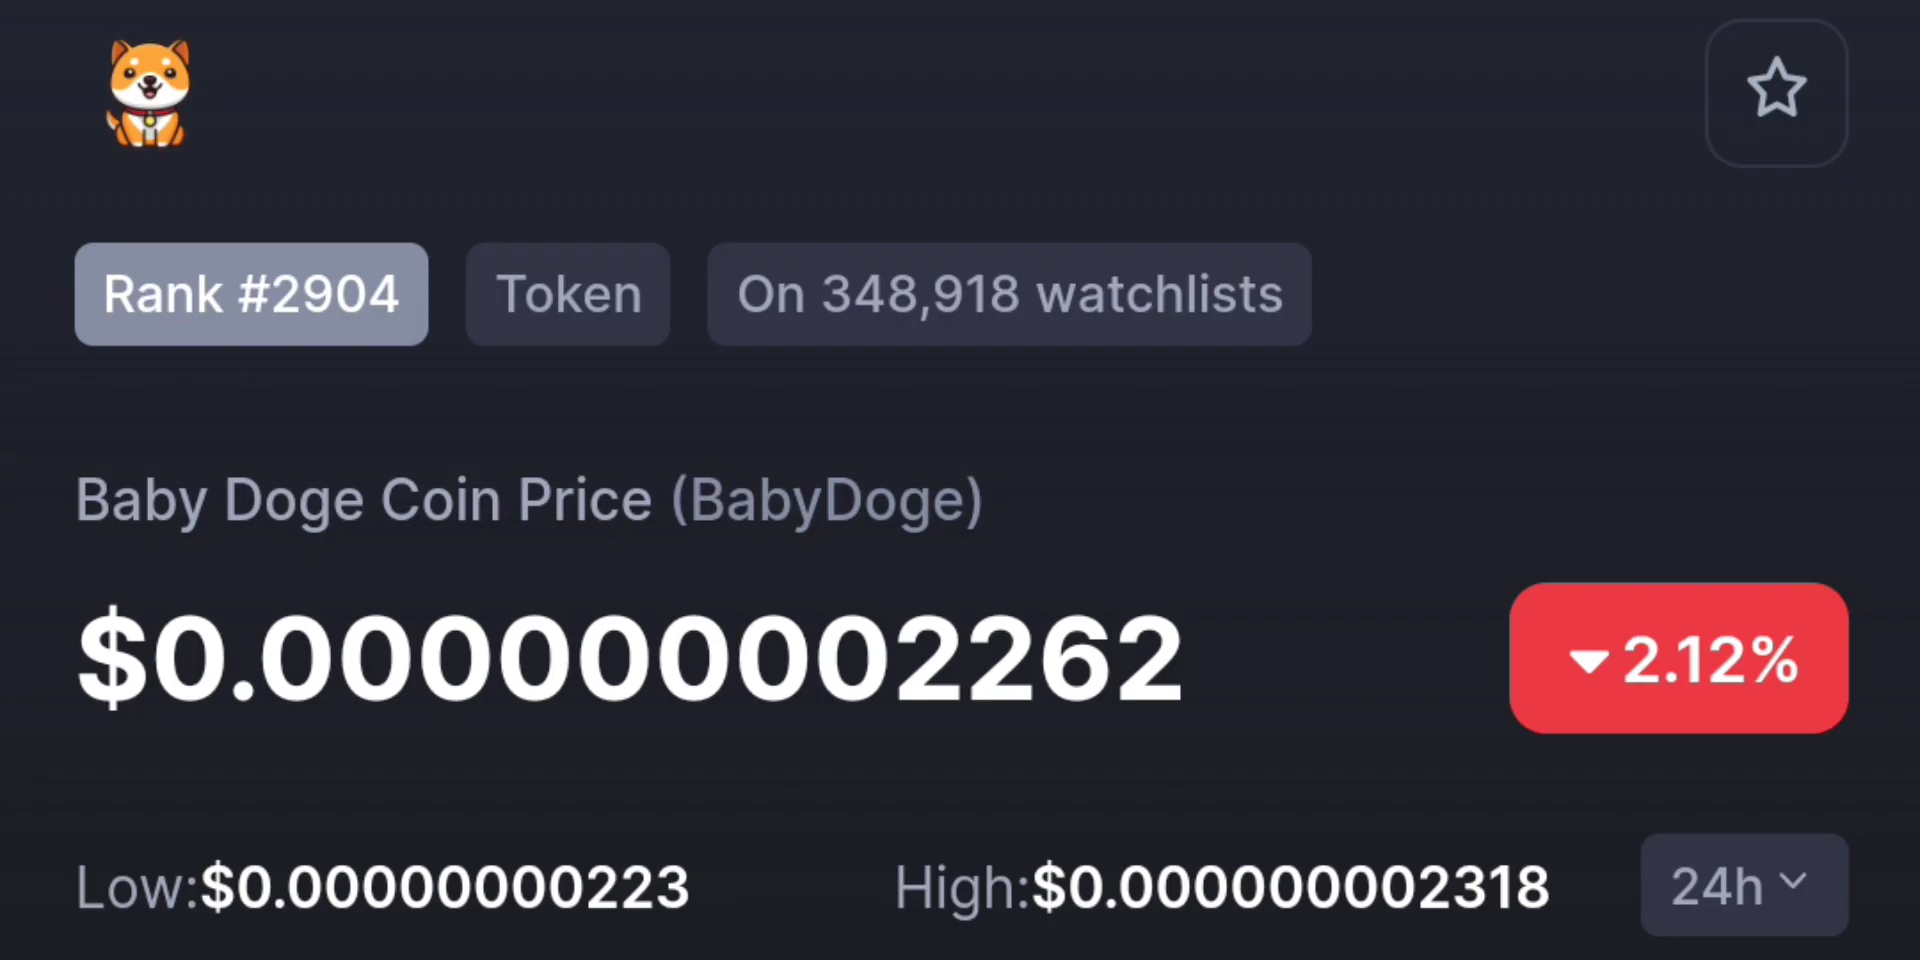 Rank #2904 Token On 348,918 watchlists
Baby Doge Coin Price (BabyDoge)
$0.000000002262 2.12%
Low:$0.00000000223 High:$0.000000002318 24h